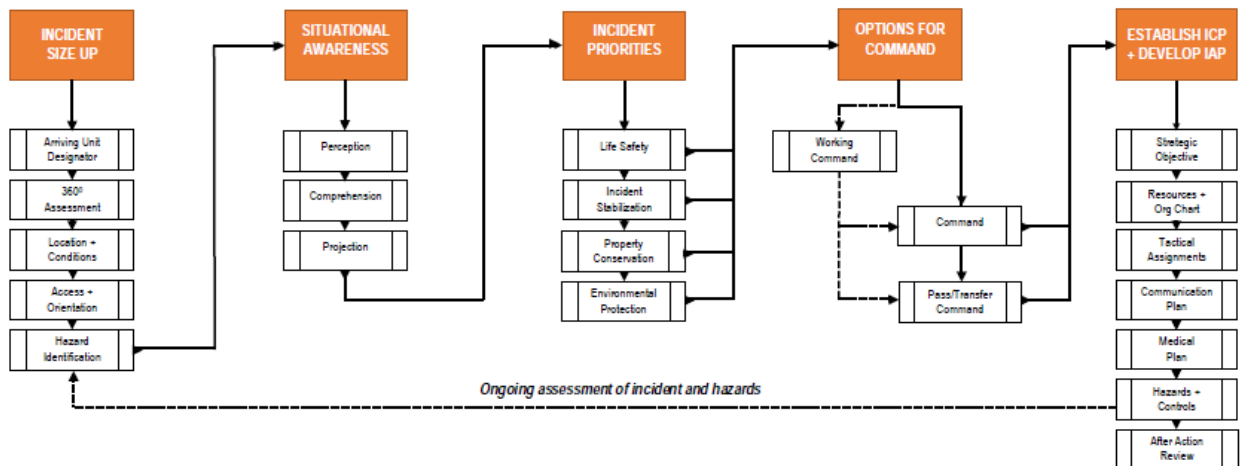 INCIDENT
SIZE UP
Arriving Unit
Designator
360º
Assessment
Location +
Conditions
Access +
Orientation
Hazard
Identification
SITUATIONAL
AWARENESS
Perception
Comprehension
Projection
INCIDENT
PRIORITIES
Life Safety
Incident
Stabilization
Property
Conservation
Environmental
Protection
OPTIONS FOR
COMMAND
Working
Command
Command
Pass/Transfer
Command
ESTABLISH ICP
+ DEVELOP IAP
Strategic
Objective
Resources +
Org Chart
Tactical
Assignments
Communication
Plan
Medical
Plan
Hazards +
Controls
After Action
Review
Ongoing assessment of incident and hazards